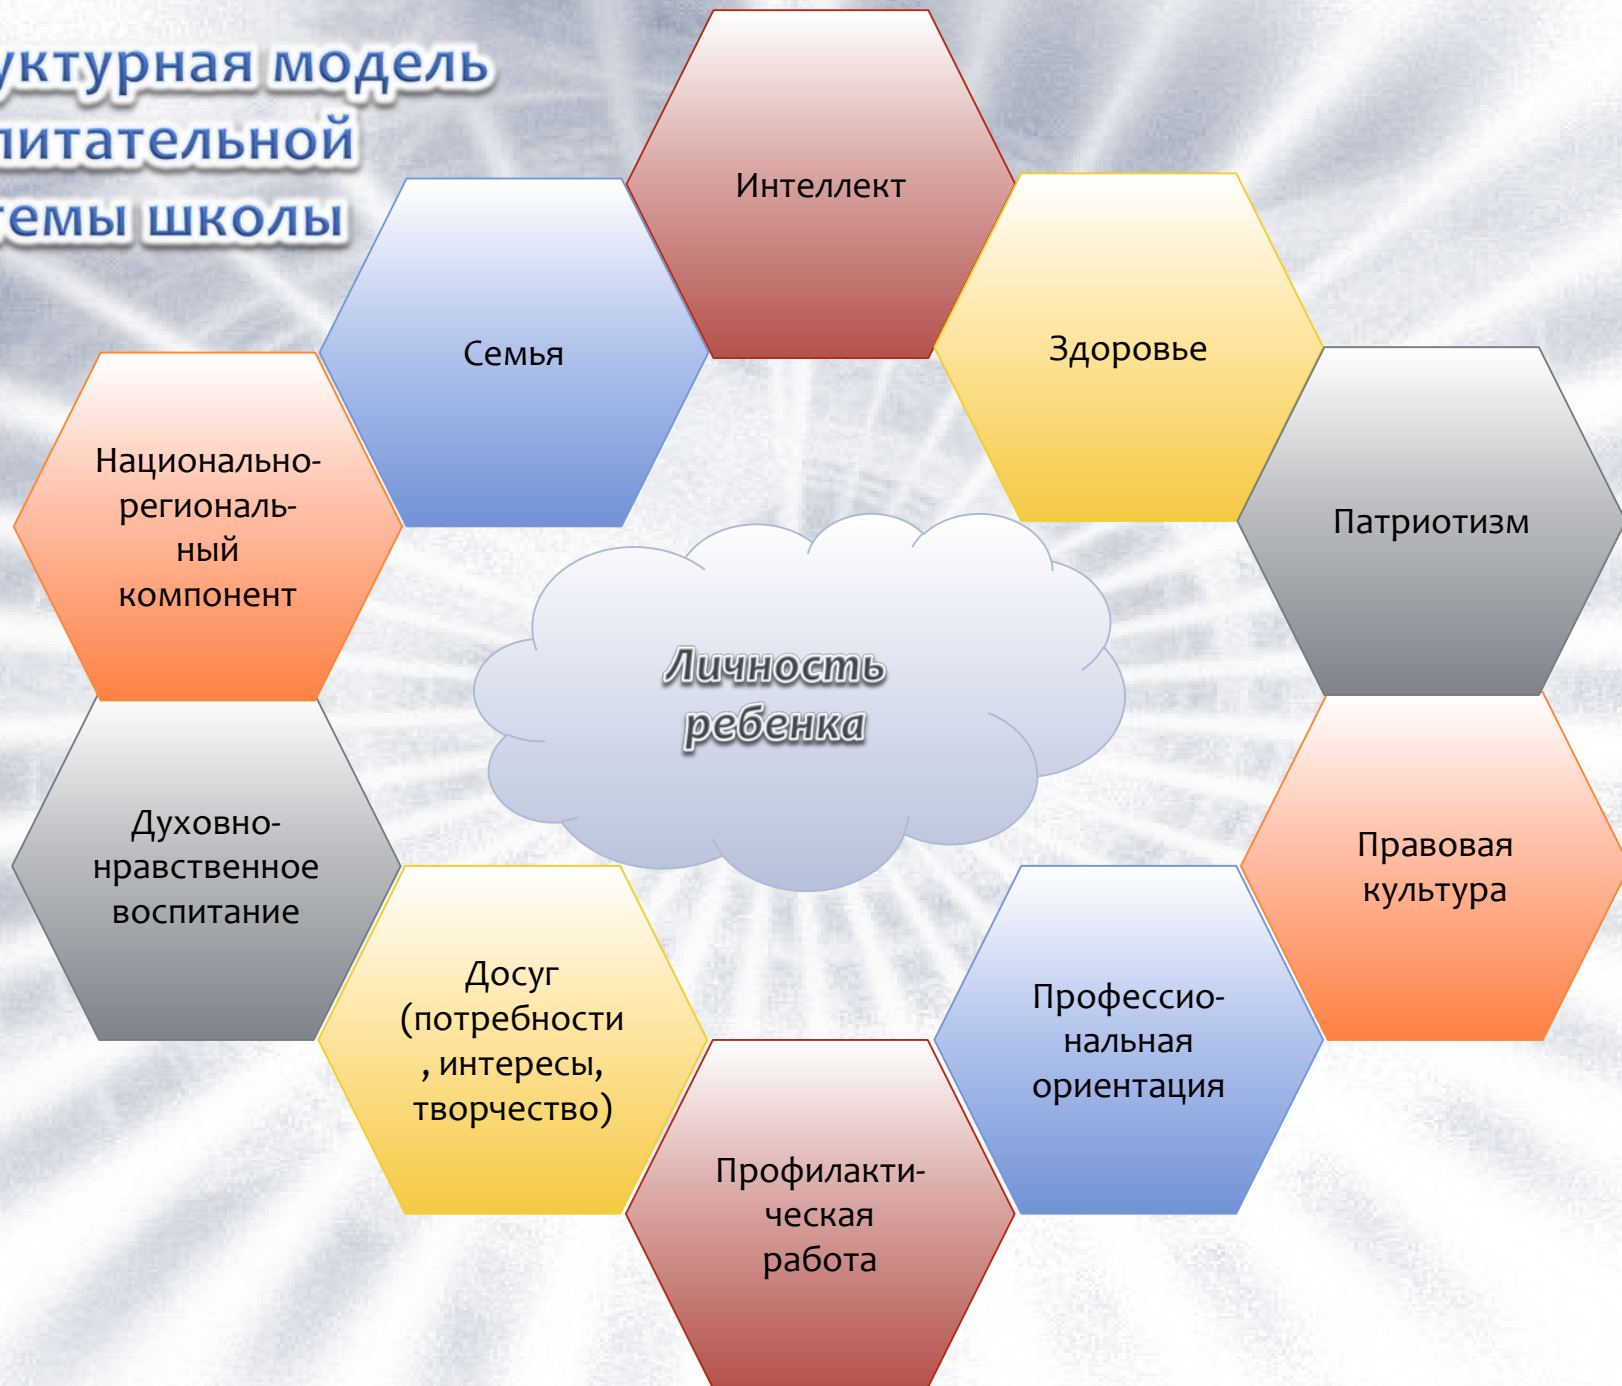 уктурная модель
питательной
темы школы
Интеллект
Семья
Здоровье
Национально-
региональ-
ный
компонент
Патриотизм
Личность
ребенка
Духовно-
нравственное
воспитание
Правовая
культура
Досуг
(потребности
, интересы,
творчество)
Профессио-
нальная
ориентация
Профилакти-
ческая
работа